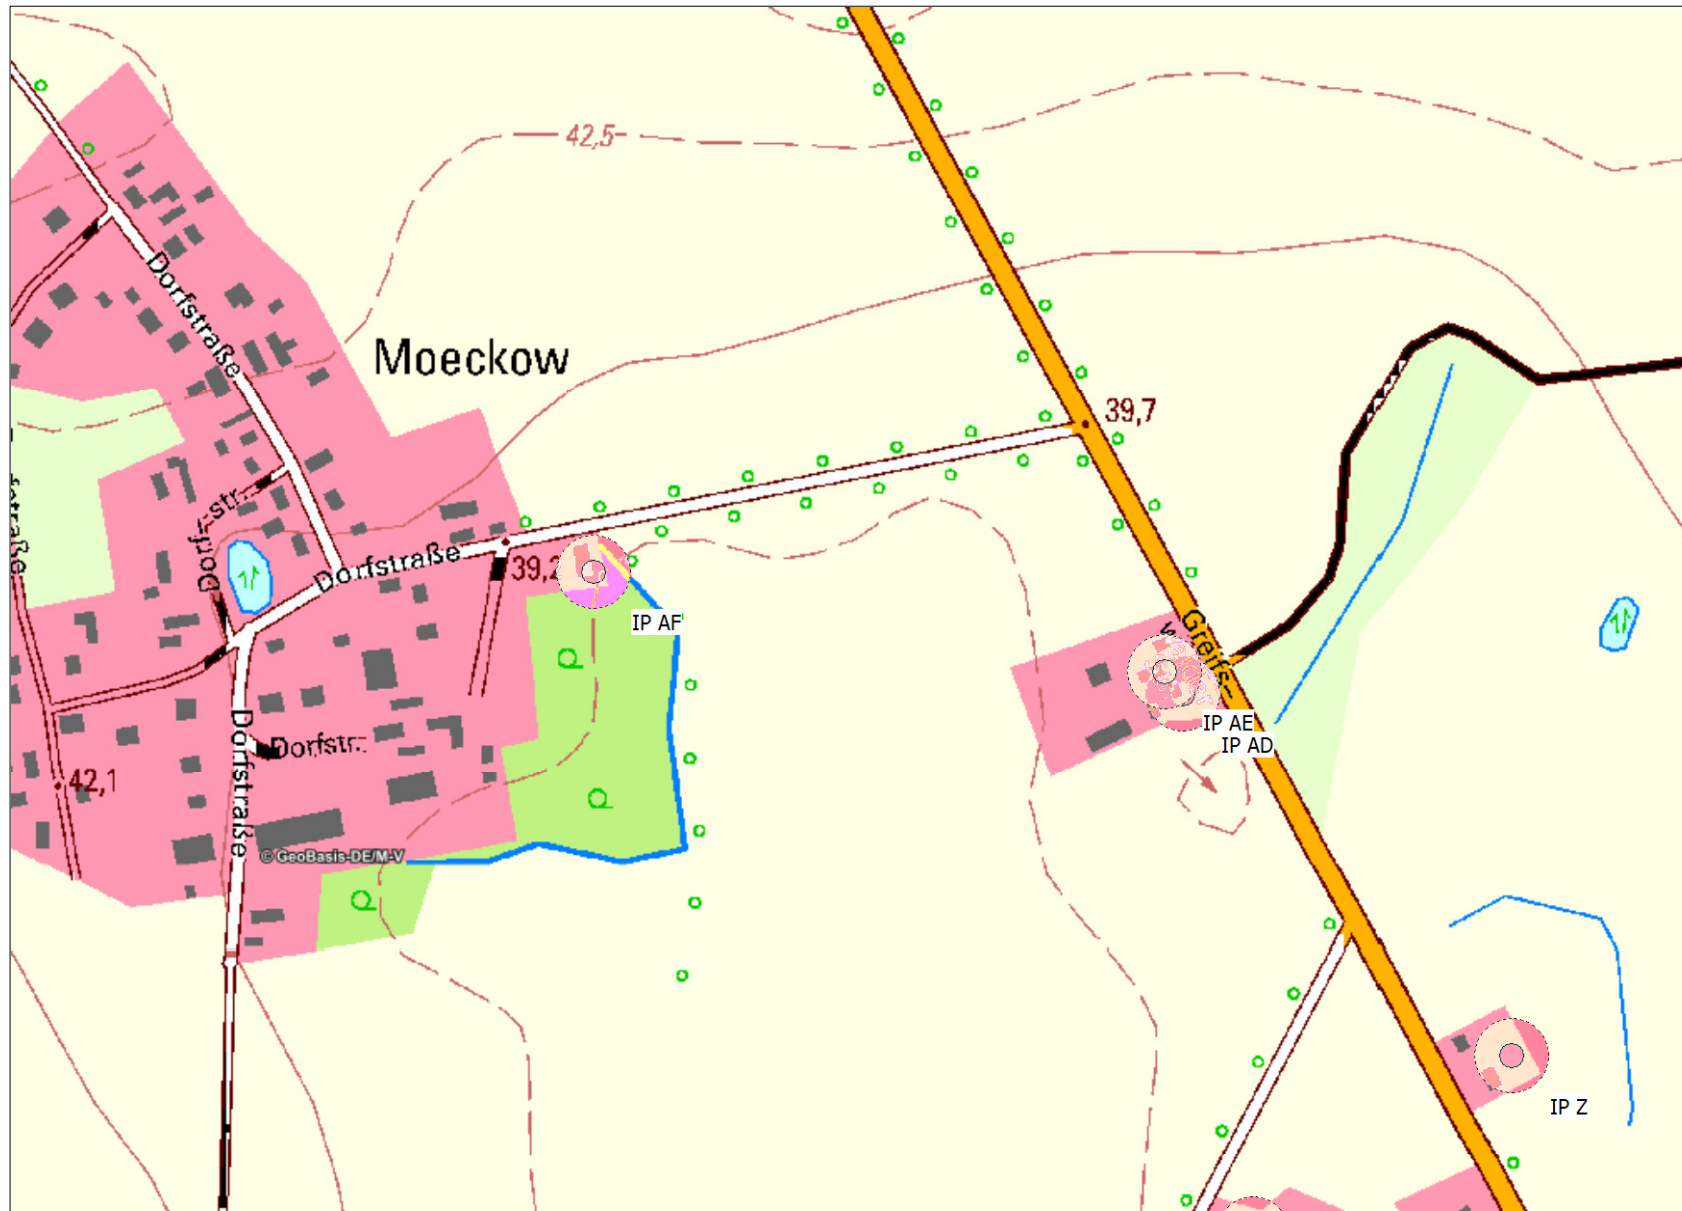 42,5
Dorfstraße
Moeckow
39,7
str.
Dorf-
Dorfstraße
39,2
IP AF
Greifs-
IP AE
IP AD
Dorfstraße
Dorfstr.
42,1
© GeoBasis-DE/M-V
IP Z